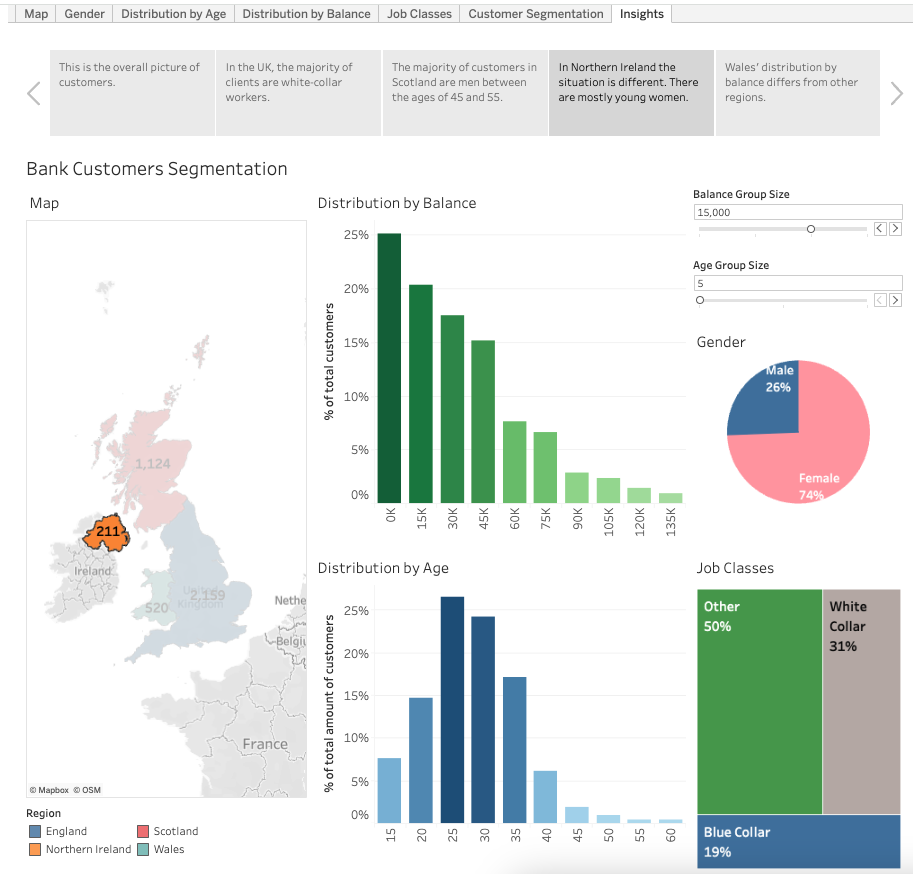 Map
Gender
Distribution by Age
Distribution by Balance
Job Classes
Customer Segmentation
Insights
This is the overall picture of
customers.
In the UK, the majority of
clients are white-collar
workers.
The majority of customers in
Scotland are men between
the ages of 45 and 55.
In Northern Ireland the
situation is different. There
are mostly young women.
Wales' distribution by
balance differs from other
regions.
Bank Customers Segmentation
Map
1,124
211
Ireland
United
Kingdom
2,159
520
Nethe
Belgiu
France
© Mapbox © OSM
Region
England
Scotland
Northern Ireland
Wales
Distribution by Balance
% of total customers
25%
20%
15%
10%
5%
0%
0K
15K
30K
45K
60K
75K
90K
105K
120K
135K
Distribution by Age
% of total amount of customers
25%
20%
15%
10%
5%
0%
15
20
25
30
35
40
45
50
55
60
Balance Group Size
15,000
Age Group Size
5
Gender
Male
26%
Female
74%
Job Classes
Other
50%
White
Collar
31%
Blue Collar
19%